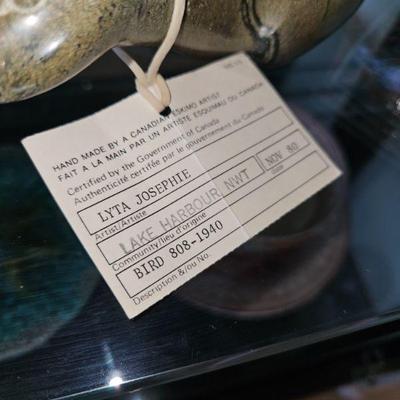 HAND MADE BY A CANADIAN ESKIMO ARTIST
FAIT A LA MAIN PAR UN ARTISTE ESQUIMAU DU CANADA
Certified by the Government of Canada
Authenticité certifiée par le gouvernement du Canada
LYTA JOSEPHIE
Artist/Artiste
LAKE HARBOUR NWT
NOV 80
Community/lieu d'origine
date
BIRD 808-1940
Description &/ou No.